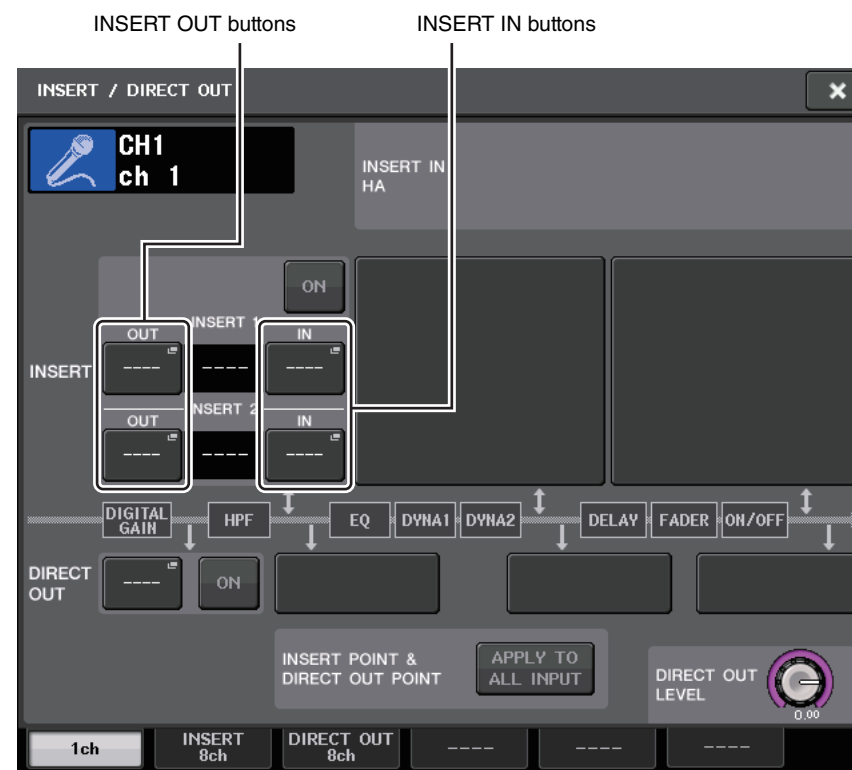 INSERT OUT buttons
INSERT IN buttons
INSERT / DIRECT OUT
CH1
ch 1
INSERT IN
HA
ON
INSERT 1
OUT
IN
INSERT
----
----
----
NSERT 2
OUT
IN
----
----
----
DIGITAL
GAIN
HPF
EQ
DYNA1
DYNA2
DELAY
FADER
ON/OFF
DIRECT
OUT
----
ON
INSERT POINT &
DIRECT OUT POINT
APPLY TO
ALL INPUT
DIRECT OUT
LEVEL
0.00
1ch
INSERT
8ch
DIRECT OUT
8ch
----
----
----